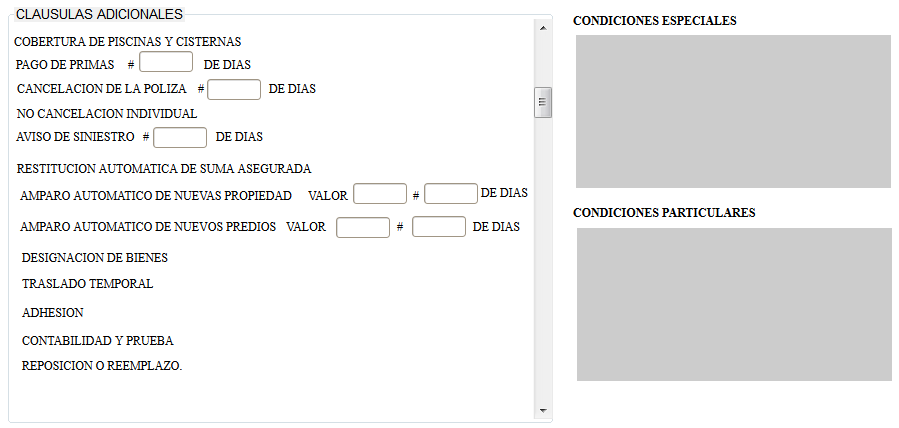 CLAUSULAS ADICIONALES
COBERTURA DE PISCINAS Y CISTERNAS
PAGO DE PRIMAS # DE DIAS
CANCELACION DE LA POLIZA # DE DIAS
NO CANCELACION INDIVIDUAL
AVISO DE SINIESTRO # DE DIAS
RESTITUCION AUTOMATICA DE SUMA ASEGURADA
AMPARO AUTOMATICO DE NUEVAS PROPIEDAD VALOR # DE DIAS
AMPARO AUTOMATICO DE NUEVOS PREDIOS VALOR # DE DIAS
DESIGNACION DE BIENES
TRASLADO TEMPORAL
ADHESION
CONTABILIDAD Y PRUEBA
REPOSICION O REEMPLAZO.
CONDICIONES ESPECIALES
CONDICIONES PARTICULARES